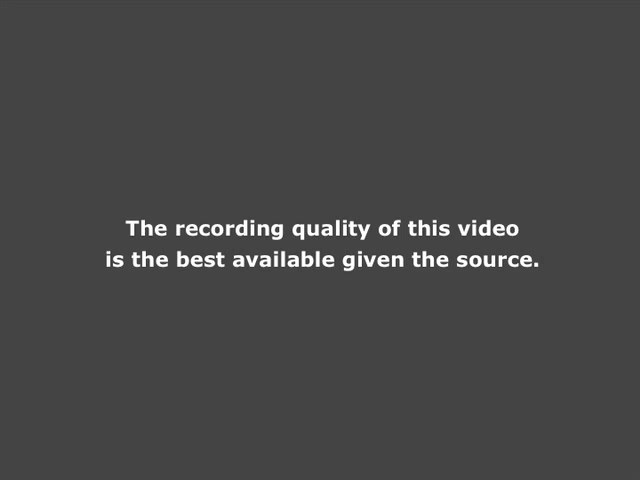 The recording quality of this video
is the best available given the source.